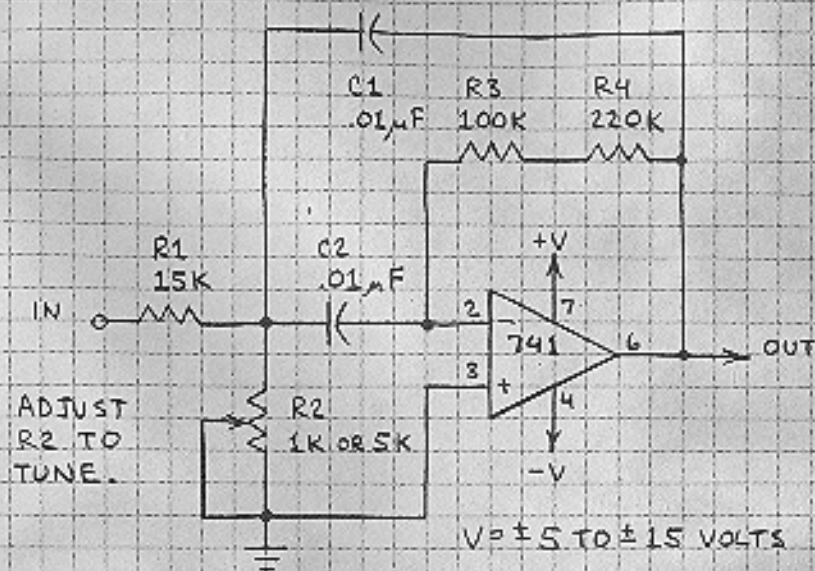 C1
.01μF
R3
100K
R4
220K
R1
15K
C2
.01μF
+V
7
IN
2
-
741
6
OUT
3
+
4
-V
ADJUST
R2 TO
TUNE.
R2
1K OR 5K
V=±5 TO ±15 VOLTS